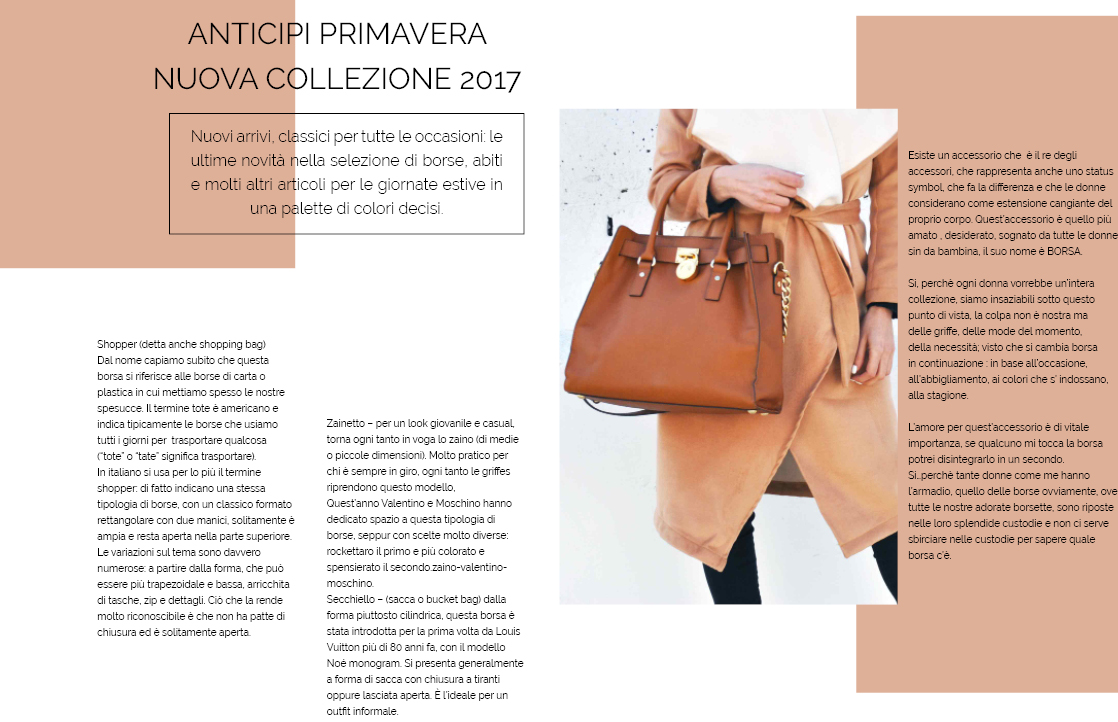 ANTICIPI PRIMAVERA
NUOVA COLLEZIONE 2017
Nuovi arrivi, classici per tutte le occasioni: le
ultime novità nella selezione di borse, abiti
e molti altri articoli per le giornate estive in
una palette di colori decisi.
Shopper (detta anche shopping bag)
Dal nome capiamo subito che questa
borsa si riferisce alle borse di carta o
plastica in cui mettiamo spesso le nostre
spesucce. Il termine tote è americano e
indica tipicamente le borse che usiamo
tutti i giorni per trasportare qualcosa
("tote" o "tate" significa trasportare).
In italiano si usa per lo più il termine
shopper: di fatto indicano una stessa
tipologia di borse, con un classico formato
rettangolare con due manici, solitamente è
ampia e resta aperta nella parte superiore.
Le variazioni sul tema sono davvero
numerose: a partire dalla forma, che può
essere più trapezoidale e bassa, arricchita
di tasche, zip e dettagli. Ciò che la rende
molto riconoscibile è che non ha patte di
chiusura ed è solitamente aperta.
Zainetto – per un look giovanile e casual,
torna ogni tanto in voga lo zaino (di medie
o piccole dimensioni). Molto pratico per
chi è sempre in giro, ogni tanto le griffes
riprendono questo modello,
Quest'anno Valentino e Moschino hanno
dedicato spazio a questa tipologia di
borse, seppur con scelte molto diverse:
rockettaro il primo e più colorato e
spensierato il secondo.zaino-valentino-
moschino.
Secchiello – (sacca o bucket bag) dalla
forma piuttosto cilindrica, questa borsa è
stata introdotta per la prima volta da Louis
Vuitton più di 80 anni fa, con il modello
Noè monogram. Si presenta generalmente
a forma di sacca con chiusura a tiranti
oppure lasciata aperta. È l'ideale per un
outfit informale.
Esiste un accessorio che è il re degli
accessori, che rappresenta anche uno status
symbol, che fa la differenza e che le donne
considerano come estensione cangiante del
proprio corpo. Quest'accessorio è quello più
amato , desiderato, sognato da tutte le donne
sin da bambina, il suo nome è BORSA.
Si, perchè ogni donna vorrebbe un'intera
collezione, siamo insaziabili sotto questo
punto di vista, la colpa non è nostra ma
delle griffe, delle mode del momento,
della necessità; visto che si cambia borsa
in continuazione : in base all'occasione,
all'abbigliamento, ai colori che s' indossano,
alla stagione.
L'amore per quest'accessorio è di vitale
importanza, se qualcuno mi tocca la borsa
potrei disintegrarlo in un secondo.
Si..perchè tante donne come me hanno
l'armadio, quello delle borse ovviamente, ove
tutte le nostre adorate borsette, sono riposte
nelle loro splendide custodie e non ci serve
sbirciare nelle custodie per sapere quale
borsa c'è.